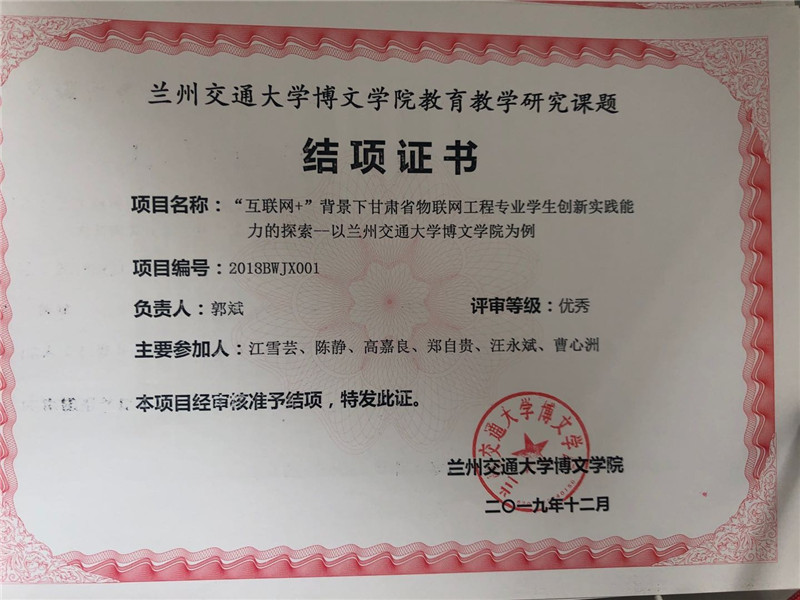 兰州交通大学博文学院教育教学研究课题
结项证书
项目名称：“互联网+”背景下甘肃省物联网工程专业学生创新实践能
力的探索--以兰州交通大学博文学院为例
项目编号：2018BWJX001
负责人：郭斌 评审等级：优秀
主要参加人：江雪芸、陈静、高嘉良、郑自贵、汪永斌、曹心洲
本项目经审核准予结项，特发此证。
交通大学博文学
兰州交通大学博文学院
二〇一九年十二月